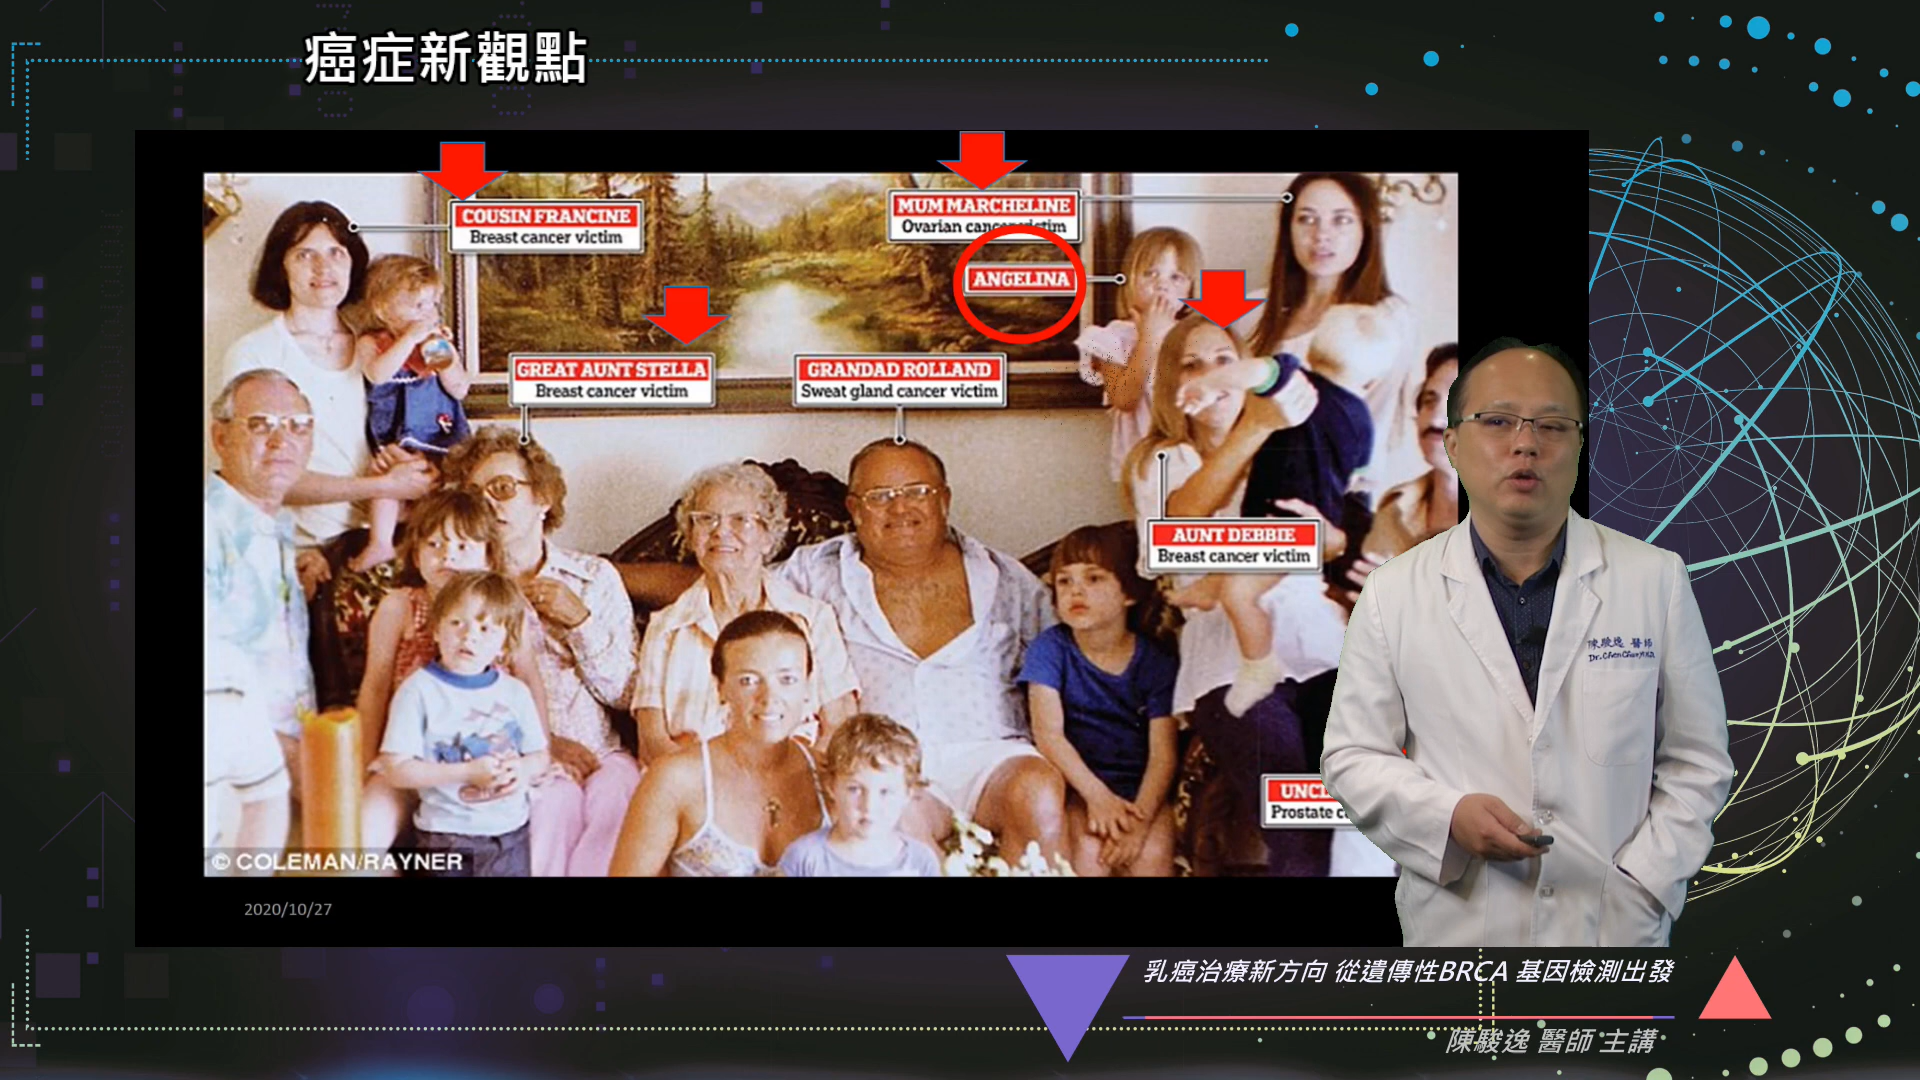 癌症新觀點
COUSIN FRANCINE
Breast cancer victim
MUM MARCHELINE
Ovarian cancer victim
ANGELINA
GREAT AUNT STELLA
Breast cancer victim
GRANDAD ROLLAND
Sweat gland cancer victim
AUNT DEBBIE
Breast cancer victim
陳駿逸 醫師
Prostate
© COLEMAN/RAYNER
2020/10/27
乳癌治療新方向 從遺傳性BRCA 基因檢測出發
陳駿逸 醫師 主講